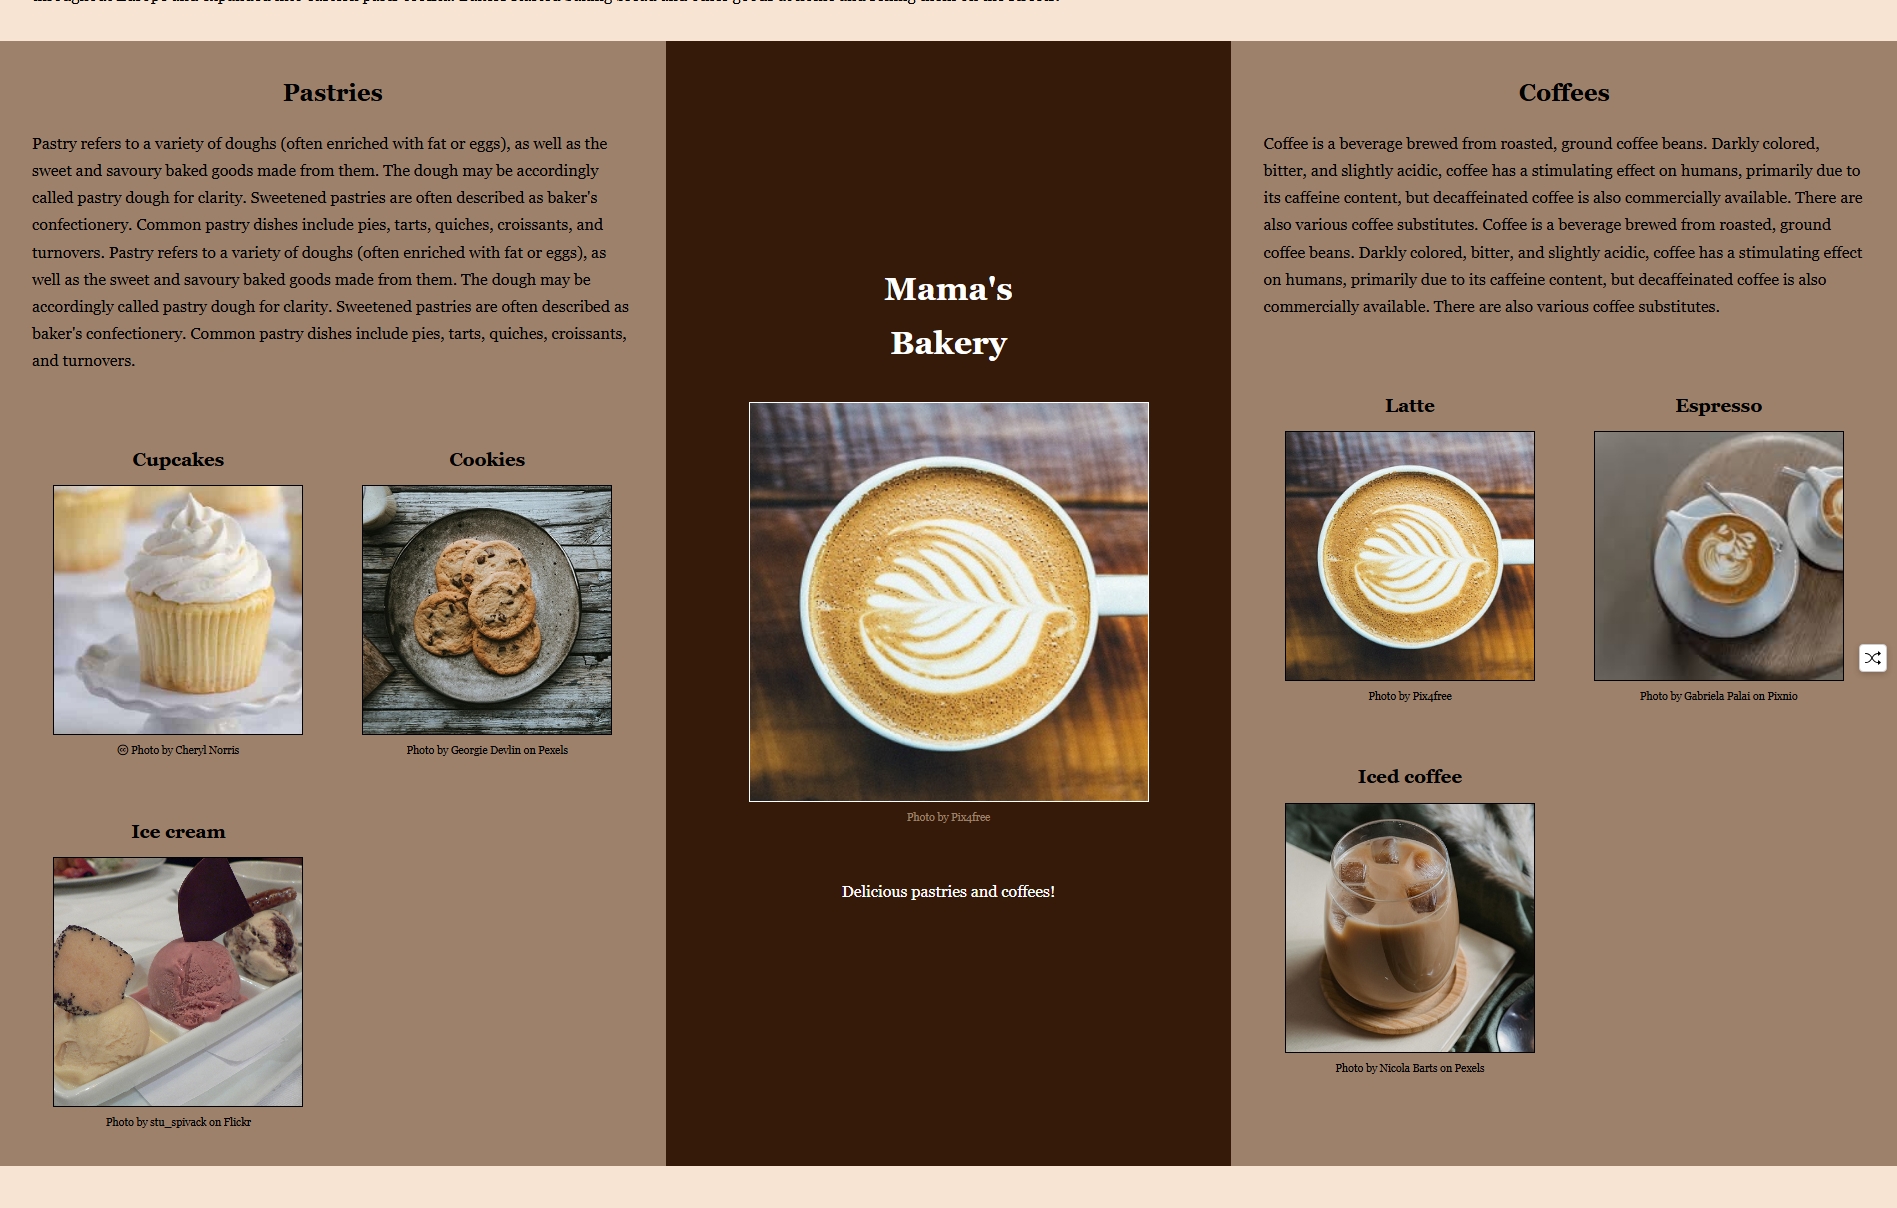 throughout Europe and expanded into eastern parts
Pastries
Pastry refers to a variety of doughs (often enriched with fat or eggs), as well as the
sweet and savoury baked goods made from them. The dough may be accordingly
called pastry dough for clarity. Sweetened pastries are often described as baker's
confectionery. Common pastry dishes include pies, tarts, quiches, croissants, and
turnovers. Pastry refers to a variety of doughs (often enriched with fat or eggs), as
well as the sweet and savoury baked goods made from them. The dough may be
accordingly called pastry dough for clarity. Sweetened pastries are often described as
baker's confectionery. Common pastry dishes include pies, tarts, quiches, croissants,
and turnovers.
Cupcakes
Cookies
🄯 Photo by Cheryl Norris
Photo by Georgie Devlin on Pexels
Ice cream
Photo by stu_spivack on Flickr
Mama's
Bakery
Photo by Pix4free
Delicious pastries and coffees!
Coffees
Coffee is a beverage brewed from roasted, ground coffee beans. Darkly colored,
bitter, and slightly acidic, coffee has a stimulating effect on humans, primarily due to
its caffeine content, but decaffeinated coffee is also commercially available. There are
also various coffee substitutes. Coffee is a beverage brewed from roasted, ground
coffee beans. Darkly colored, bitter, and slightly acidic, coffee has a stimulating effect
on humans, primarily due to its caffeine content, but decaffeinated coffee is also
commercially available. There are also various coffee substitutes.
Latte
Espresso
Photo by Pix4free
Photo by Gabriela Palai on Pixnio
Iced coffee
Photo by Nicola Barts on Pexels